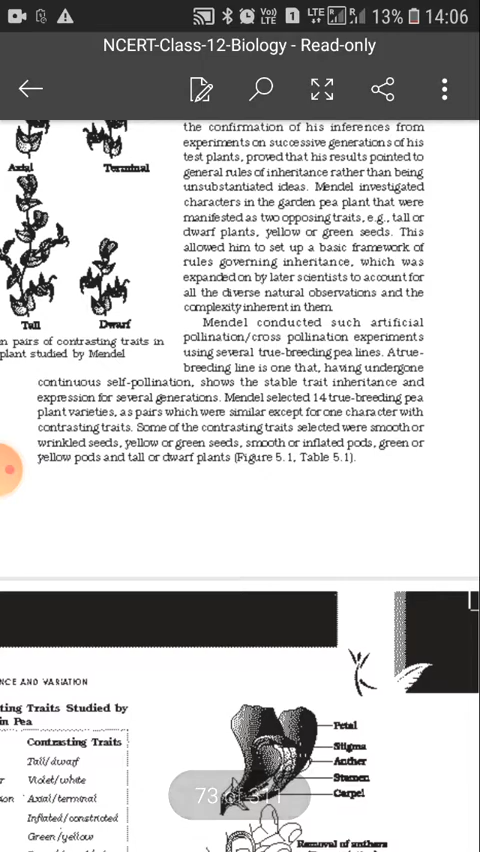 Vo)) LTE 1 LTE R R 13% 14:06
NCERT-Class-12-Biology - Read-only
the confirmation of his inferences from
experiments on successive generations of his
test plants, proved that his results pointed to
general rules of inheritance rather than being
unsubstantiated ideas. Mendel investigated
characters in the garden pea plant that were
manifested as two opposing traits, e.g., tall or
dwarf plants, yellow or green seeds. This
allowed him to set up a basic framework of
rules governing inheritance, which was
expanded on by later scientists to account for
all the diverse natural observations and the
complexity inherent in them.
Axial Terminal
Tall Dwarf
n pairs of contrasting traits in
plant studied by Mendel
Mendel conducted such artificial
pollination/cross pollination experiments
using several true-breeding pea lines. A true-
breeding line is one that, having undergone
continuous self-pollination, shows the stable trait inheritance and
expression for several generations. Mendel selected 14 true-breeding pea
plant varieties, as pairs which were similar except for one character with
contrasting traits. Some of the contrasting traits selected were smooth or
wrinkled seeds, yellow or green seeds, smooth or inflated pods, green or
yellow pods and tall or dwarf plants (Figure 5.1, Table 5.1).
NCE AND VARIATION
ting Traits Studied by
in Pea
Contrasting Traits
Tall/dwarf
r Violet/white
ion Axial/terminal
Inflated/constricted
Green/yellow
Petal
Stigma
Anther
Stamen
Carpel
73 of 311
Removal of anthers